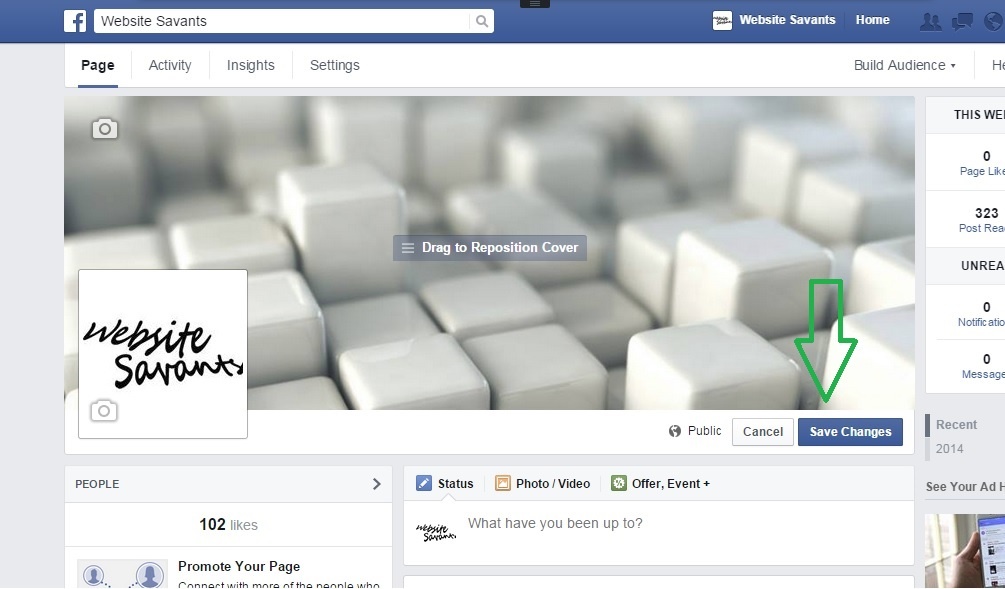 Website Savants
Website Savants
Home
Page
Activity
Insights
Settings
Build Audience
He
THIS WEE
0
Page Like
323
Post Reac
UNREA
0
Notificatio
0
Message
Drag to Reposition Cover
Website
Savants
Public
Cancel
Save Changes
Recent
2014
See Your Ad H
PEOPLE
102 likes
Promote Your Page
Connect with more of the people who
Status
Photo / Video
Offer, Event +
Website
Savants
What have you been up to?